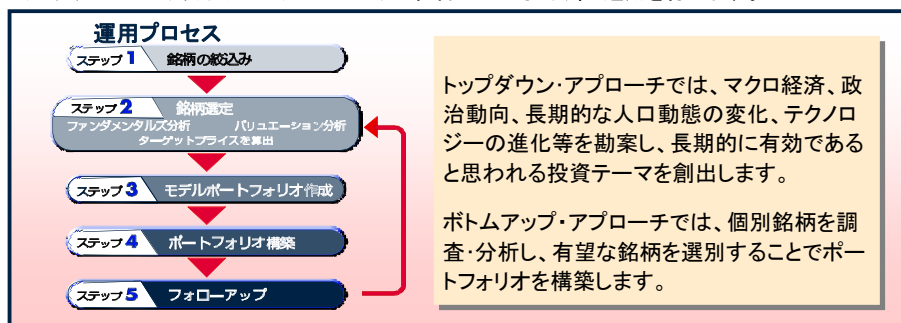 運用プロセス
ステップ1 銘柄の絞込み
ステップ2 銘柄選定
ファンダメンタルズ分析 バリュエーション分析
ターゲットプライスを算出
ステップ3 モデルポートフォリオ作成
ステップ4 ポートフォリオ構築
ステップ5 フォローアップ
トップダウン・アプローチでは、マクロ経済、政
治動向、長期的な人口動態の変化、テクノロ
ジーの進化等を勘案し、長期的に有効である
と思われる投資テーマを創出します。
ボトムアップ・アプローチでは、個別銘柄を調
査・分析し、有望な銘柄を選別することでポー
トフォリオを構築します。